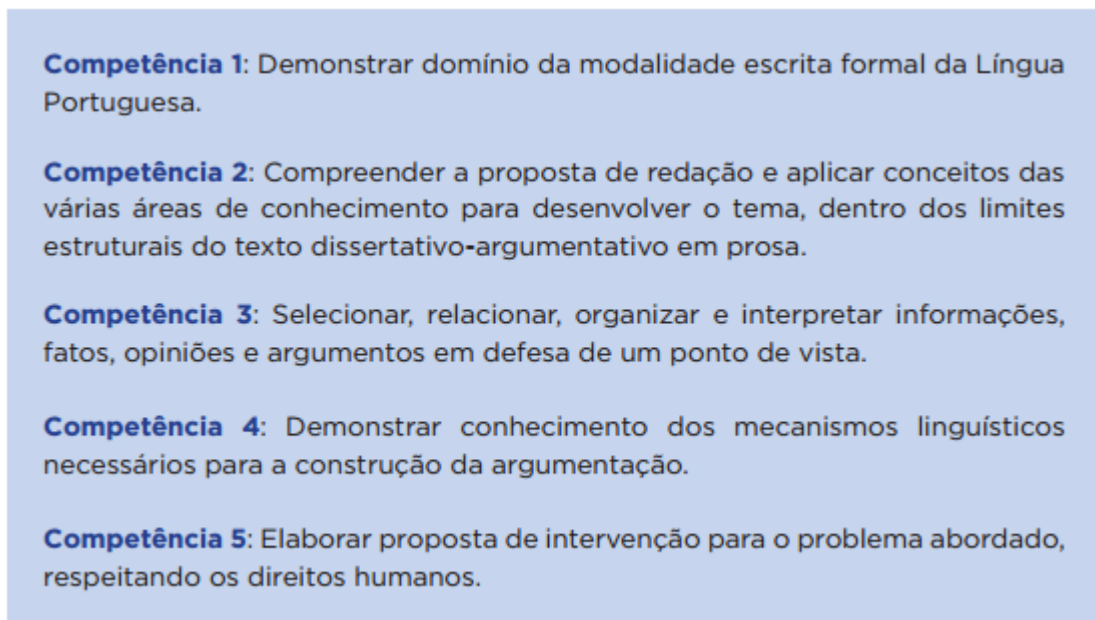 Competência 1: Demonstrar domínio da modalidade escrita formal da Língua
Portuguesa.
Competência 2: Compreender a proposta de redação e aplicar conceitos das
várias áreas de conhecimento para desenvolver o tema, dentro dos limites
estruturais do texto dissertativo-argumentativo em prosa.
Competência 3: Selecionar, relacionar, organizar e interpretar informações,
fatos, opiniões e argumentos em defesa de um ponto de vista.
Competência 4: Demonstrar conhecimento dos mecanismos linguísticos
necessários para a construção da argumentação.
Competência 5: Elaborar proposta de intervenção para o problema abordado,
respeitando os direitos humanos.